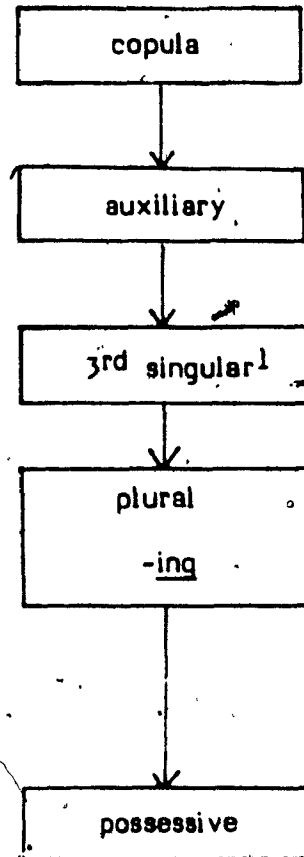 copula
auxiliary
3rd singular1
plural
-ing
possessive